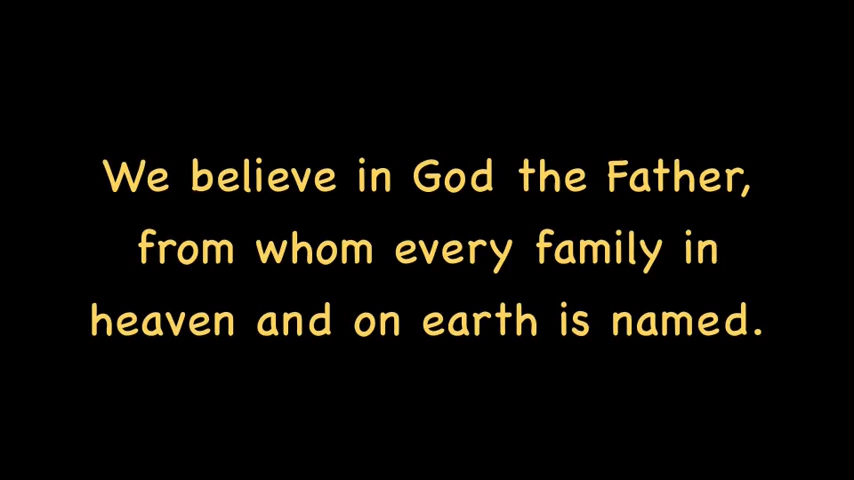 We believe in God the Father,
from whom every family in
heaven and on earth is named.